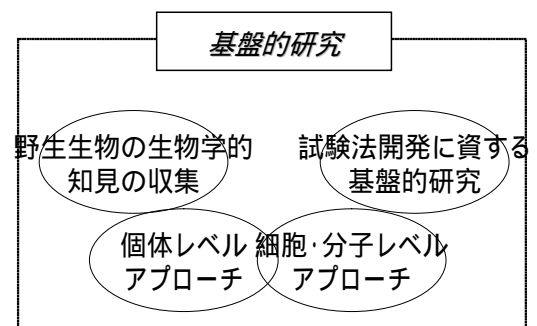 基盤的研究
野生生物の生物学的
知見の収集
試験法開発に資する
基盤的研究
個体レベル
アプローチ
細胞・分子レベル
アプローチ